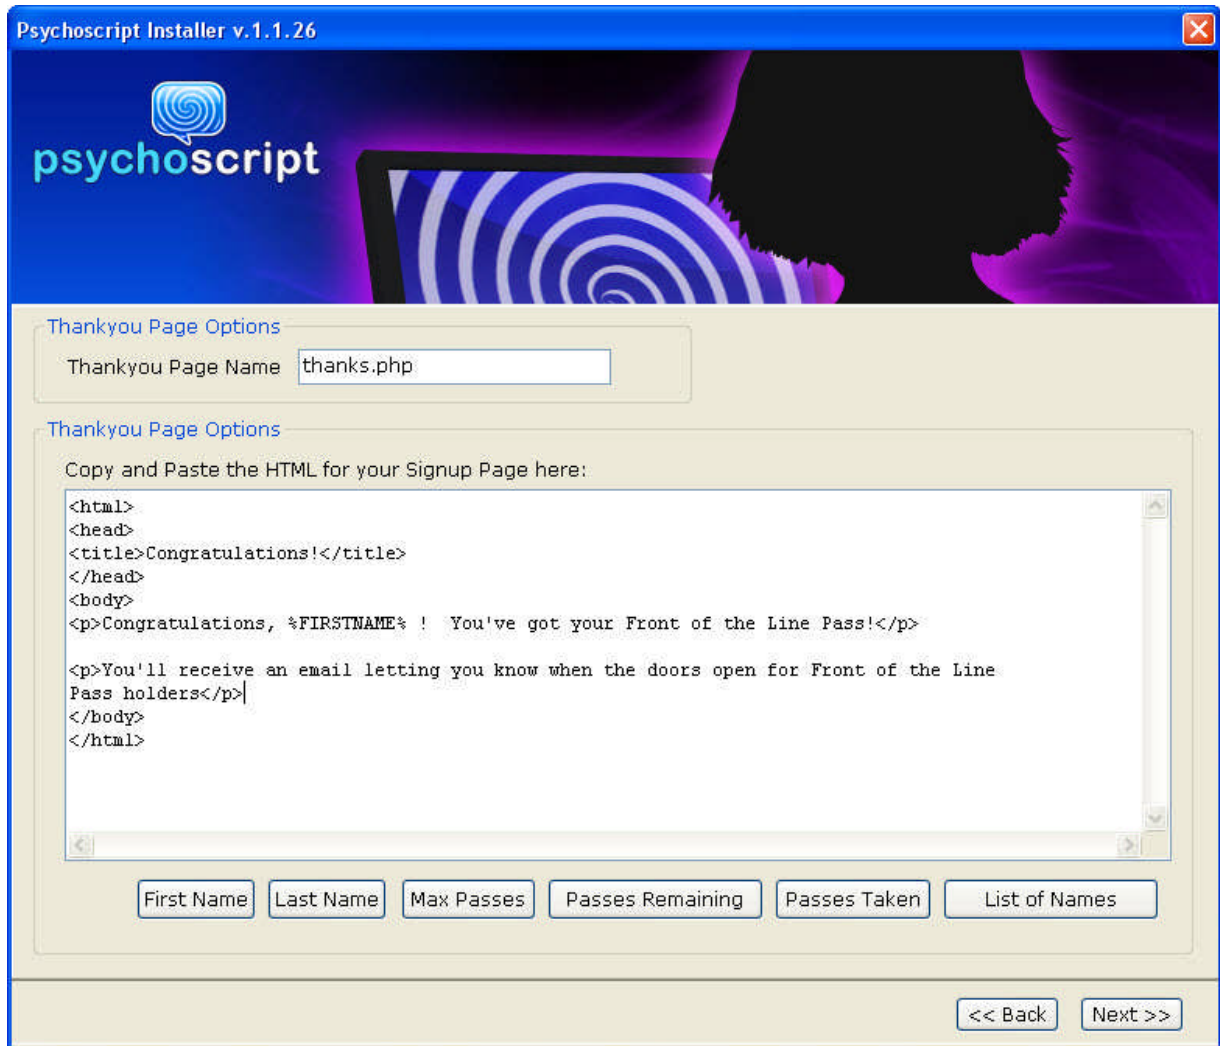 Psychoscript Installer v.1.1.26
psychoscript
Thankyou Page Options
Thankyou Page Name thanks.php
Thankyou Page Options
Copy and Paste the HTML for your Signup Page here:
<html>
<head>
<title>Congratulations!</title>
</head>
<body>
<p>Congratulations, %FIRSTNAME% !  You've got your Front of the Line Pass!</p>
<p>You'll receive an email letting you know when the doors open for Front of the Line
Pass holders</p>
</body>
</html>
First Name Last Name Max Passes Passes Remaining Passes Taken List of Names
<< Back Next >>